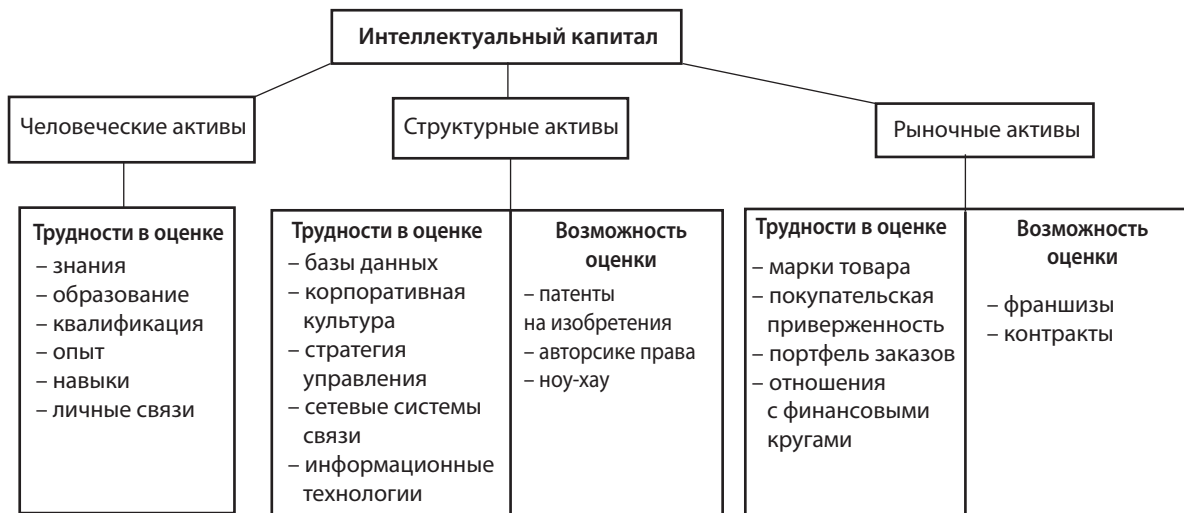 Интеллектуальный капитал
Человеческие активы
Структурные активы
Рыночные активы
Трудности в оценке
– знания
– образование
– квалификация
– опыт
– навыки
– личные связи
Трудности в оценке
– базы данных
– корпоративная
культура
– стратегия
управления
– сетевые системы
связи
– информационные
технологии
Возможность
оценки
– патенты
на изобретения
– авторсике права
– ноу-хау
Трудности в оценке
– марки товара
– покупательская
приверженность
– портфель заказов
– отношения
с финансовыми
кругами
Возможность
оценки
– франшизы
– контракты